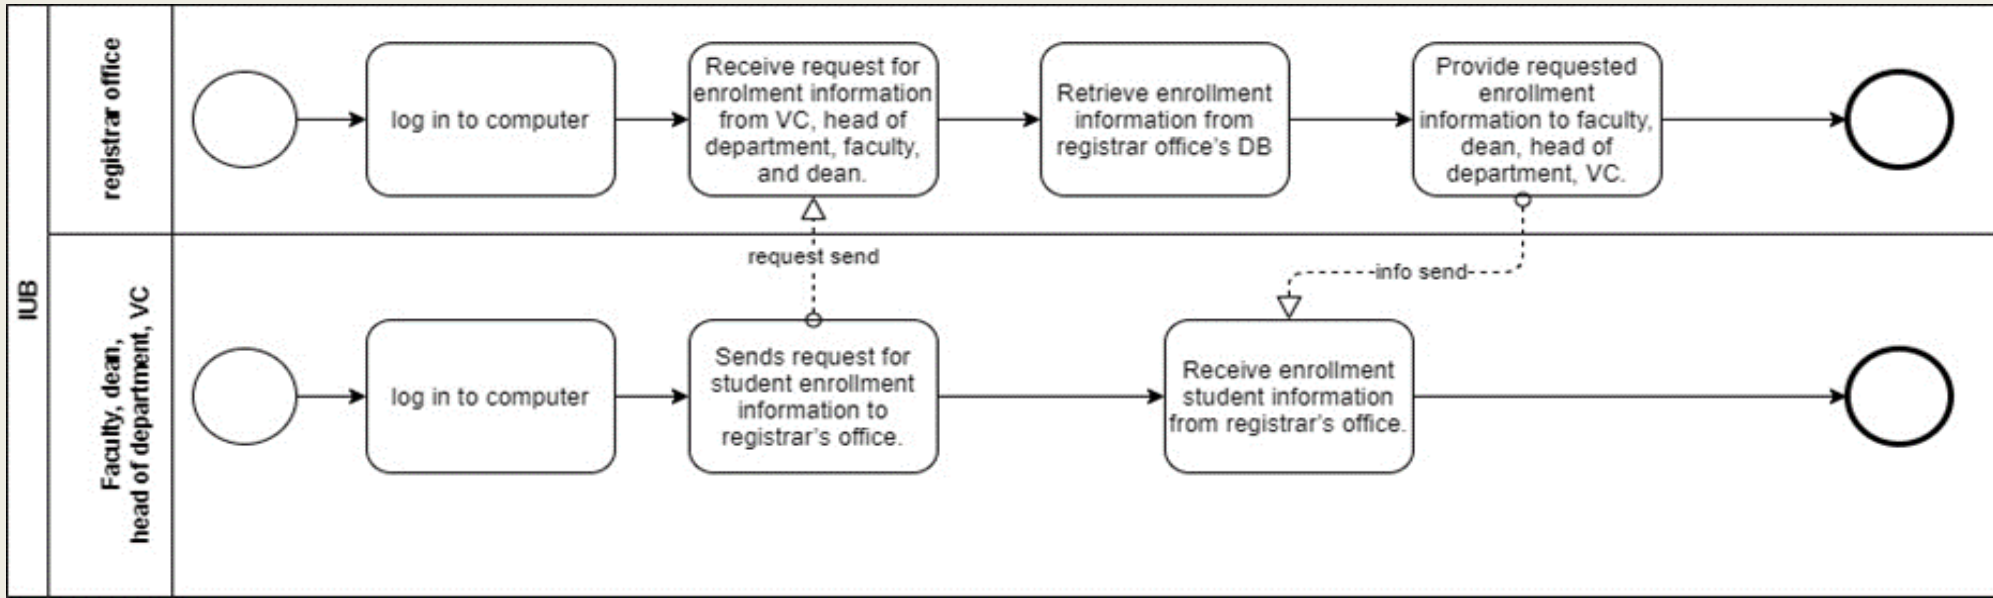 IUB
registrar office
log in to computer
Receive request for
enrolment information
from VC, head of
department, faculty,
and dean.
Retrieve enrollment
information from
registrar office's DB
Provide requested
enrollment
information to faculty,
dean, head of
department, VC.
request send
info send
Faculty, dean,
head of department, VC
log in to computer
Sends request for
student enrollment
information to
registrar's office.
Receive enrollment
student information
from registrar's office.